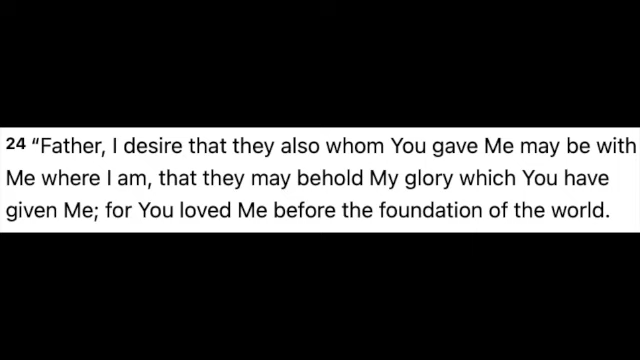 24 “Father, I desire that they also whom You gave Me may be with
Me where I am, that they may behold My glory which You have
given Me; for You loved Me before the foundation of the world.